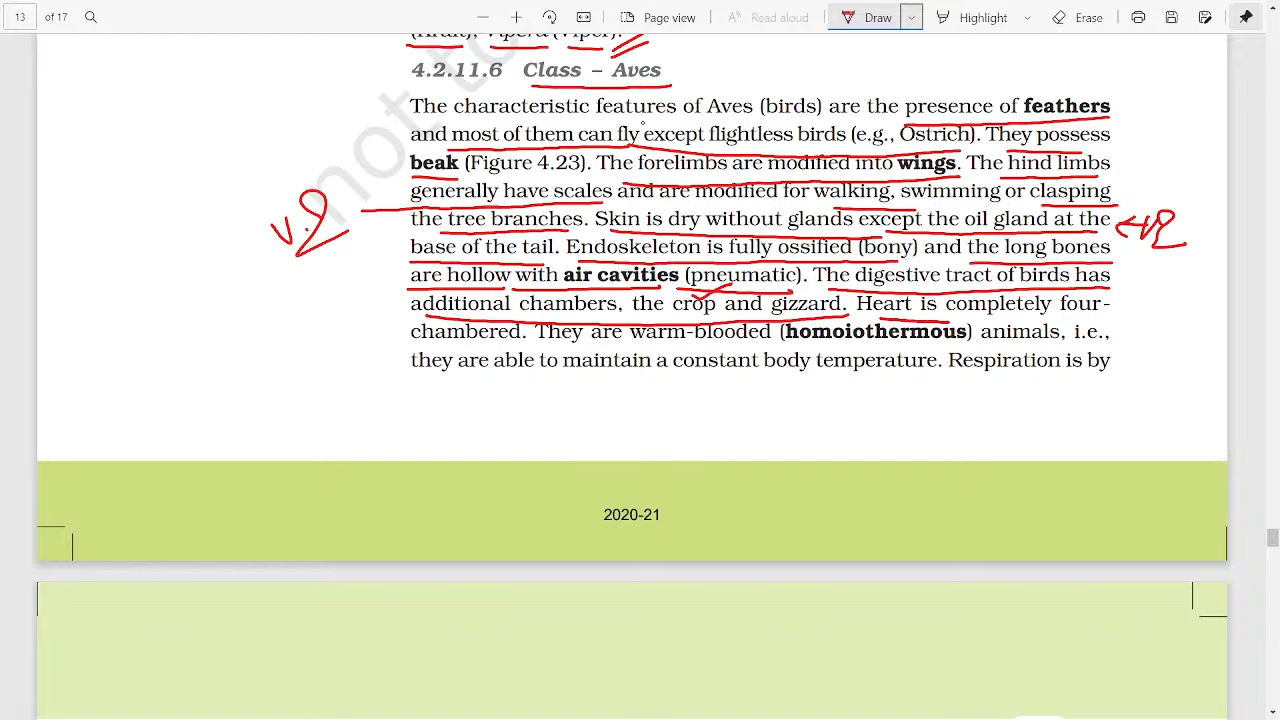 13 of 17 Page view Read aloud Draw Highlight Erase
(Krait), Vipera (Viper).
4.2.11.6 Class – Aves
The characteristic features of Aves (birds) are the presence of feathers
and most of them can fly except flightless birds (e.g., Ostrich). They possess
beak (Figure 4.23). The forelimbs are modified into wings. The hind limbs
generally have scales and are modified for walking, swimming or clasping
the tree branches. Skin is dry without glands except the oil gland at the
base of the tail. Endoskeleton is fully ossified (bony) and the long bones
are hollow with air cavities (pneumatic). The digestive tract of birds has
additional chambers, the crop and gizzard. Heart is completely four-
chambered. They are warm-blooded (homoiothermous) animals, i.e.,
they are able to maintain a constant body temperature. Respiration is by
not to
2020-21